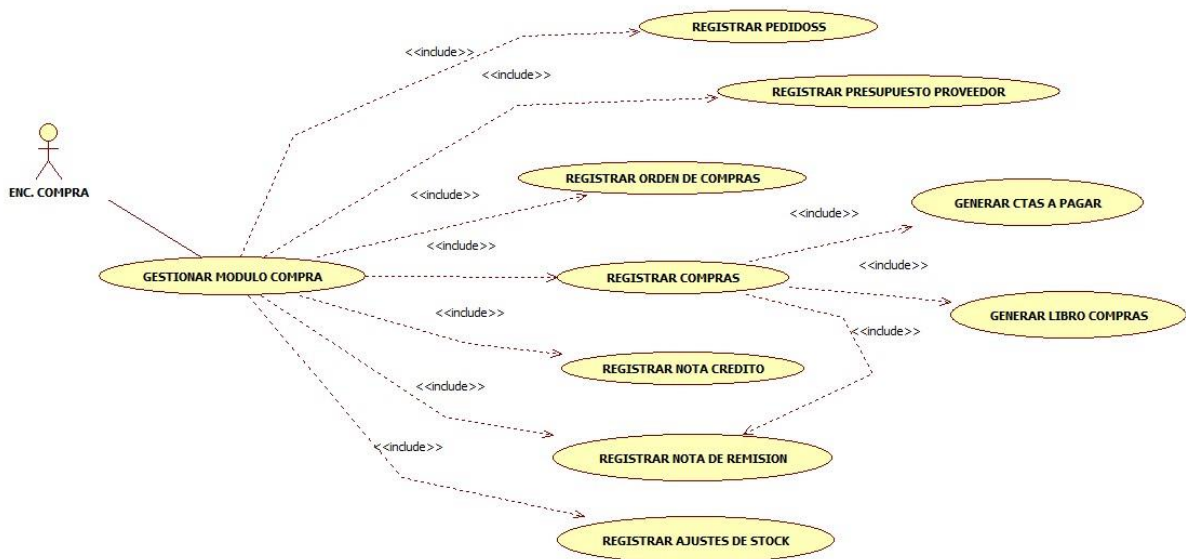 REGISTRAR PEDIDOSS
<<include>>
<<include>>
REGISTRAR PRESUPUESTO PROVEEDOR
ENC. COMPRA
REGISTRAR ORDEN DE COMPRAS
<<include>>
GENERAR CTAS A PAGAR
<<include>>
<<include>>
GESTIONAR MODULO COMPRA
REGISTRAR COMPRAS
<<include>>
GENERAR LIBRO COMPRAS
<<include>>
<<include>>
REGISTRAR NOTA CREDITO
<<include>>
<<include>>
REGISTRAR NOTA DE REMISION
REGISTRAR AJUSTES DE STOCK